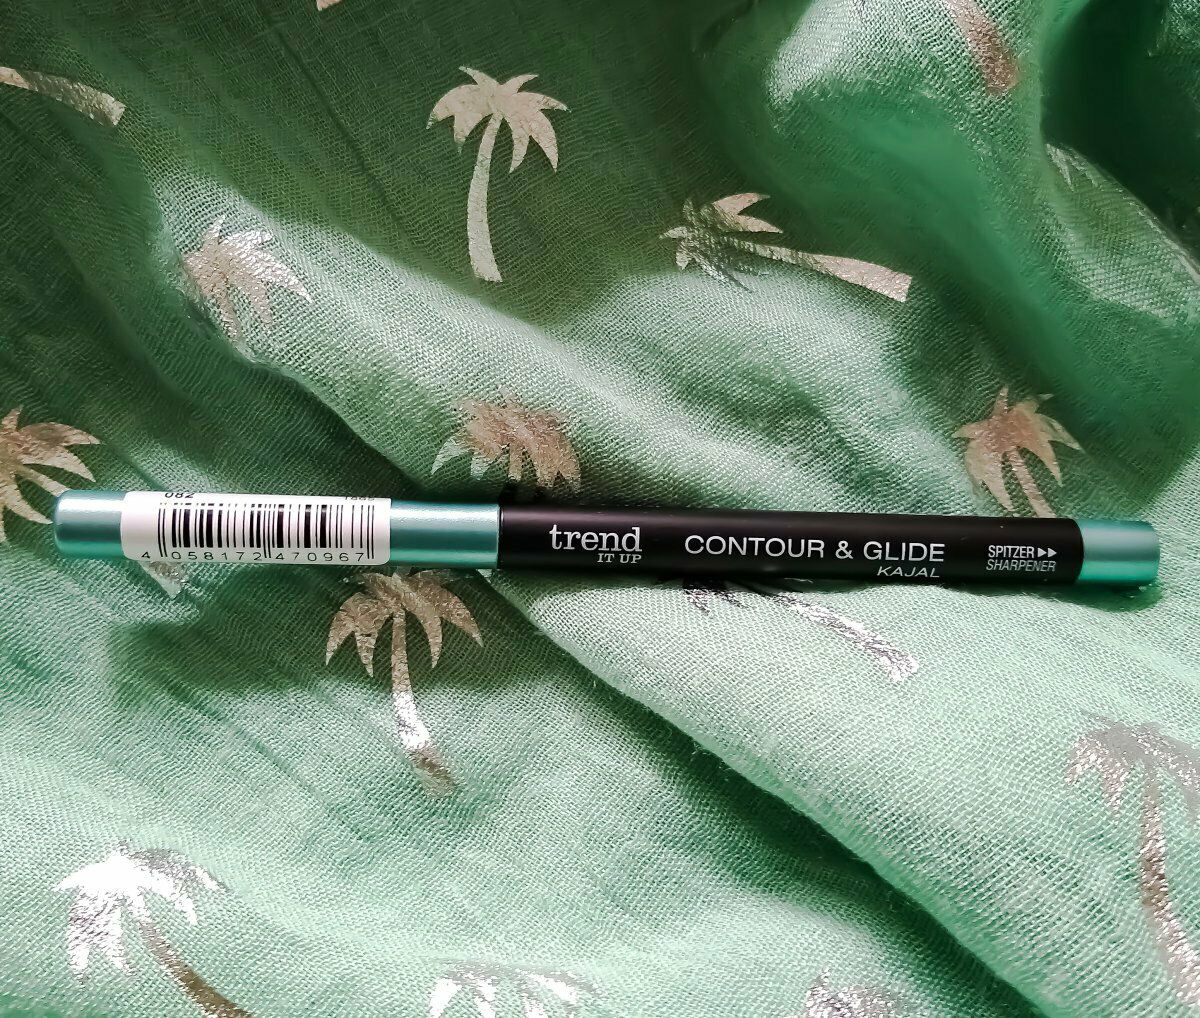 082
4 058172 470967
trend
IT UP
CONTOUR & GLIDE
KAJAL
SPITZER
SHARPENER